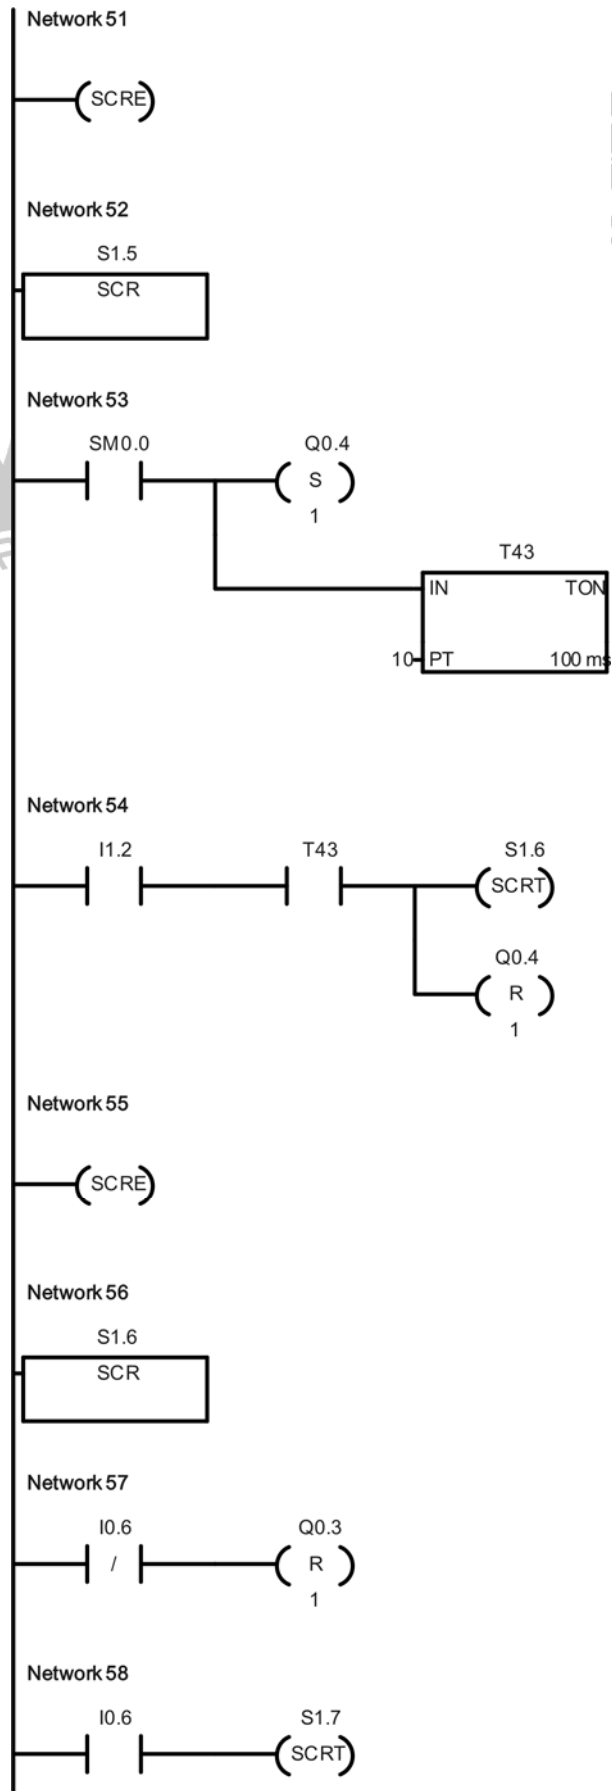 Network 51
SCRE
Network 52
S1.5
SCR
Network 53
SM0.0 Q0.4
S
1
T43
IN TON
10 PT 100 ms
Network 54
I1.2 T43 S1.6
SCRT
Q0.4
R
1
Network 55
SCRE
Network 56
S1.6
SCR
Network 57
I0.6 Q0.3
/ R
1
Network 58
I0.6 S1.7
SCRT